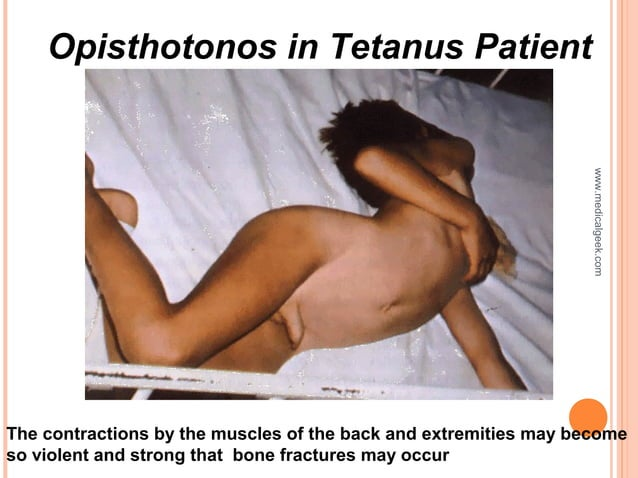 Opisthotonos in Tetanus Patient
www.medicalgeek.com
The contractions by the muscles of the back and extremities may become
so violent and strong that bone fractures may occur